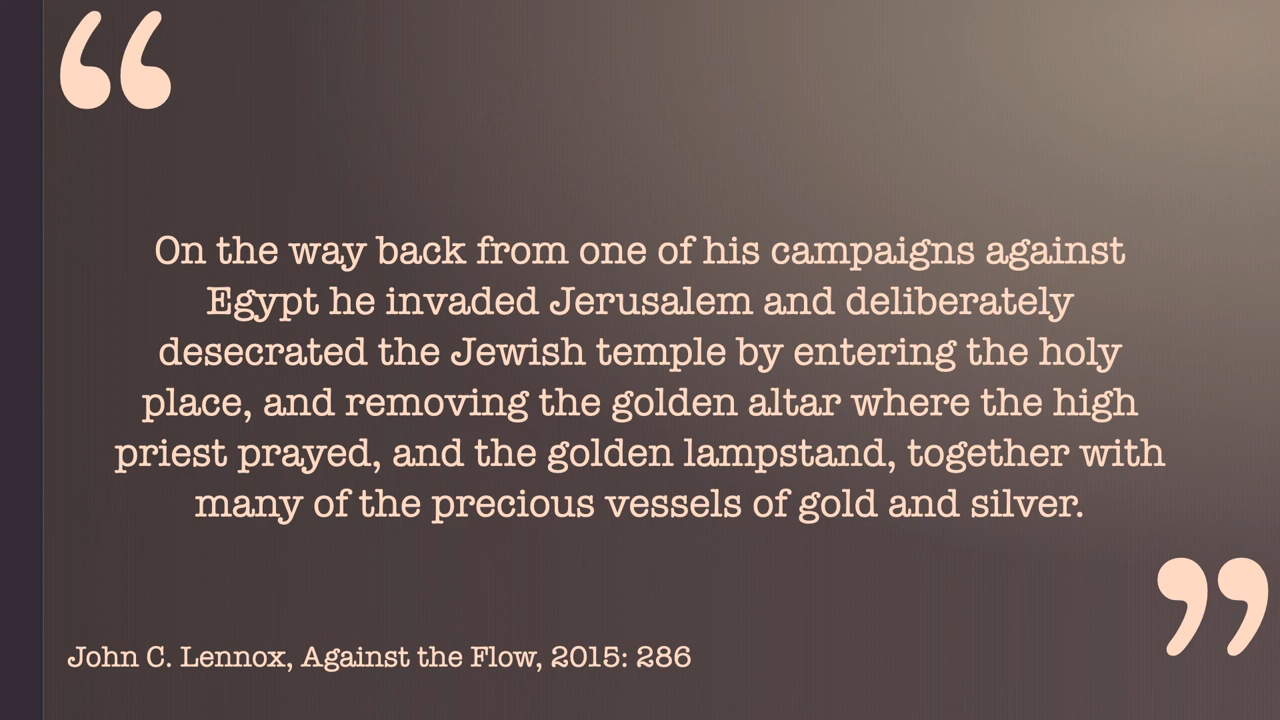 “
On the way back from one of his campaigns against
Egypt he invaded Jerusalem and deliberately
desecrated the Jewish temple by entering the holy
place, and removing the golden altar where the high
priest prayed, and the golden lampstand, together with
many of the precious vessels of gold and silver.
”
John C. Lennox, Against the Flow, 2015: 286